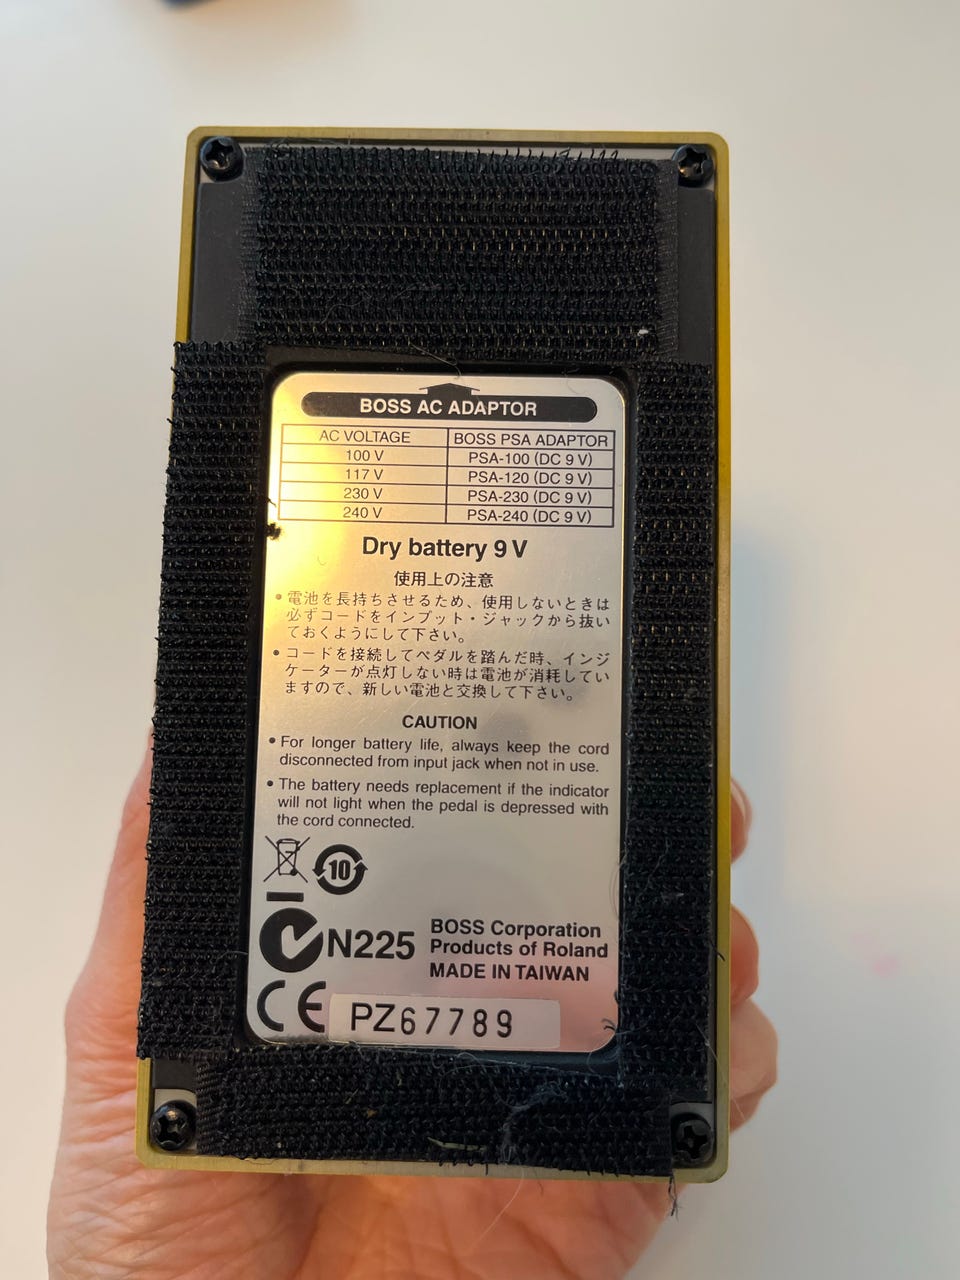 BOSS AC ADAPTOR
AC VOLTAGE BOSS PSA ADAPTOR
100 V PSA-100 (DC 9 V)
117 V PSA-120 (DC 9 V)
230 V PSA-230 (DC 9 V)
240 V PSA-240 (DC 9 V)
Dry battery 9 V
使用上の注意
• 電池を長持ちさせるため、使用しないときは
必ずコードをインプット・ジャックから抜い
ておくようにして下さい。
• コードを接続してペダルを踏んだ時、インジ
ケーターが点灯しない時は電池が消耗してい
ますので、新しい電池と交換して下さい。
CAUTION
• For longer battery life, always keep the cord
disconnected from input jack when not in use.
• The battery needs replacement if the indicator
will not light when the pedal is depressed with
the cord connected.
10
N225
BOSS Corporation
Products of Roland
MADE IN TAIWAN
CE
PZ67789